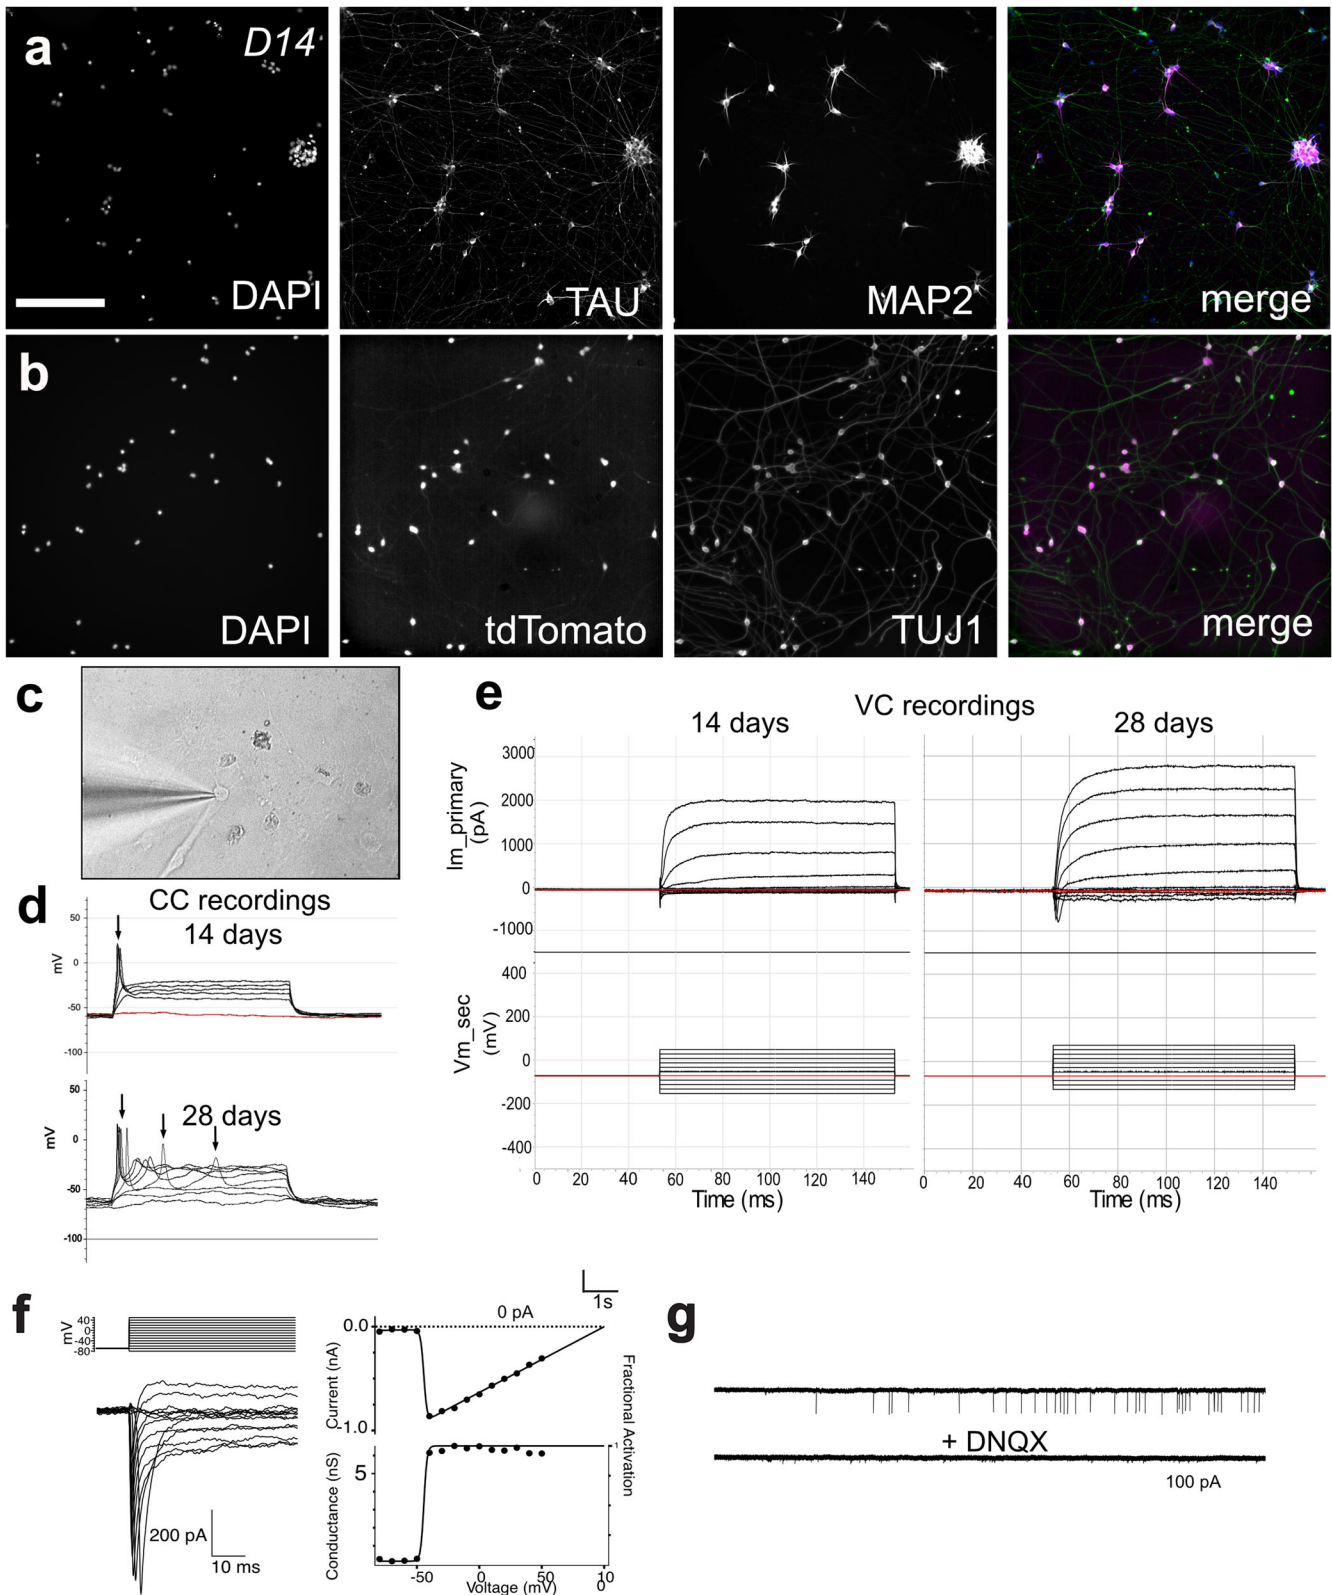 a D14
DAPI
TAU
MAP2
merge
b
DAPI
tdTomato
TUJ1
merge
c
d
CC recordings
14 days
50
0
-50
-100
mV
28 days
50
0
-50
-100
mV
e
VC recordings
14 days
28 days
3000
2000
1000
0
-1000
Im_primary
(pA)
400
200
0
-200
-400
Vm_sec
(mV)
0 20 40 60 80 100 120 140
Time (ms)
20 40 60 80 100 120 140
Time (ms)
f
40
0
-40
-80
mV
200 pA
10 ms
1s
0 pA
0.0
1.0
Current (nA)
5
Conductance (nS)
1
Fractional Activation
-50 0 50 10
0
Voltage (mV)
g
+ DNQX
100 pA